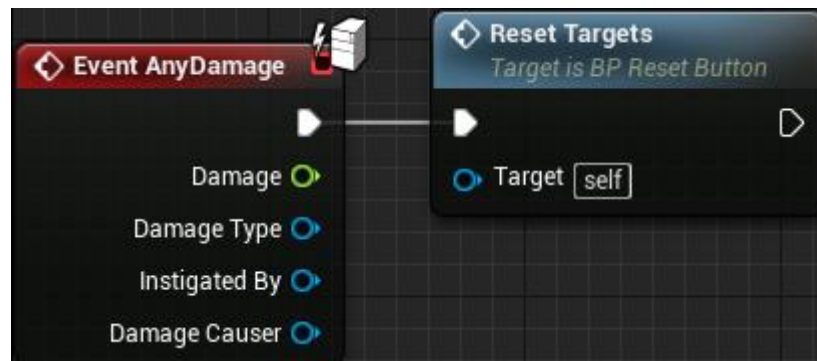 Event AnyDamage
Damage
Damage Type
Instigated By
Damage Causer
Reset Targets
Target is BP Reset Button
Target self